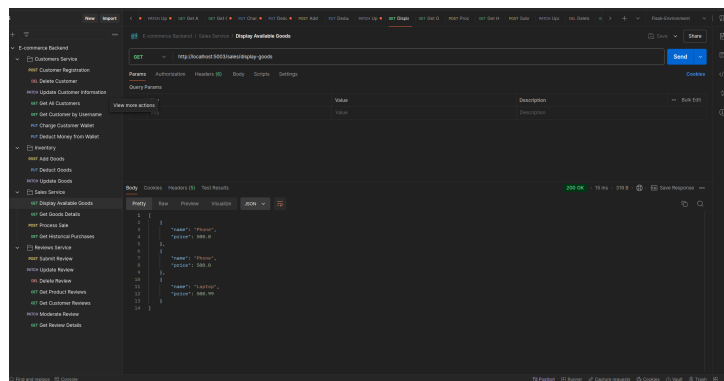 New Import
GET Displ
Flask-Environment
E-commerce Backend / Sales Service / Display Available Goods
Save Share
GET http://localhost:5003/sales/display-goods Send
Params Authorization Headers (6) Body Scripts Settings Cookies
Query Params
Key Value Description Bulk Edit
Key Value Description
View more actions
E-commerce Backend
Customers Service
POST Customer Registration
DEL Delete Customer
PATCH Update Customer Information
GET Get All Customers
GET Get Customer by Username
PUT Charge Customer Wallet
PUT Deduct Money from Wallet
Inventory
POST Add Goods
PUT Deduct Goods
PATCH Update Goods
Sales Service
GET Display Available Goods
GET Get Goods Details
POST Process Sale
GET Get Historical Purchases
Reviews Service
POST Submit Review
PATCH Update Review
DEL Delete Review
GET Get Product Reviews
GET Get Customer Reviews
PATCH Moderate Review
GET Get Review Details
Body Cookies Headers (5) Test Results 200 OK Save Response
Pretty Raw Preview Visualize JSON
1 [
2 {
3 "name": "Phone",
4 "price": 500.0
5 },
6 {
7 "name": "Phone",
8 "price": 500.0
9 },
10 {
11 "name": "Laptop",
12 "price": 500.99
13 }
14 ]
Find and replace Console
Postbot Runner Capture requests Cookies Vault Trash